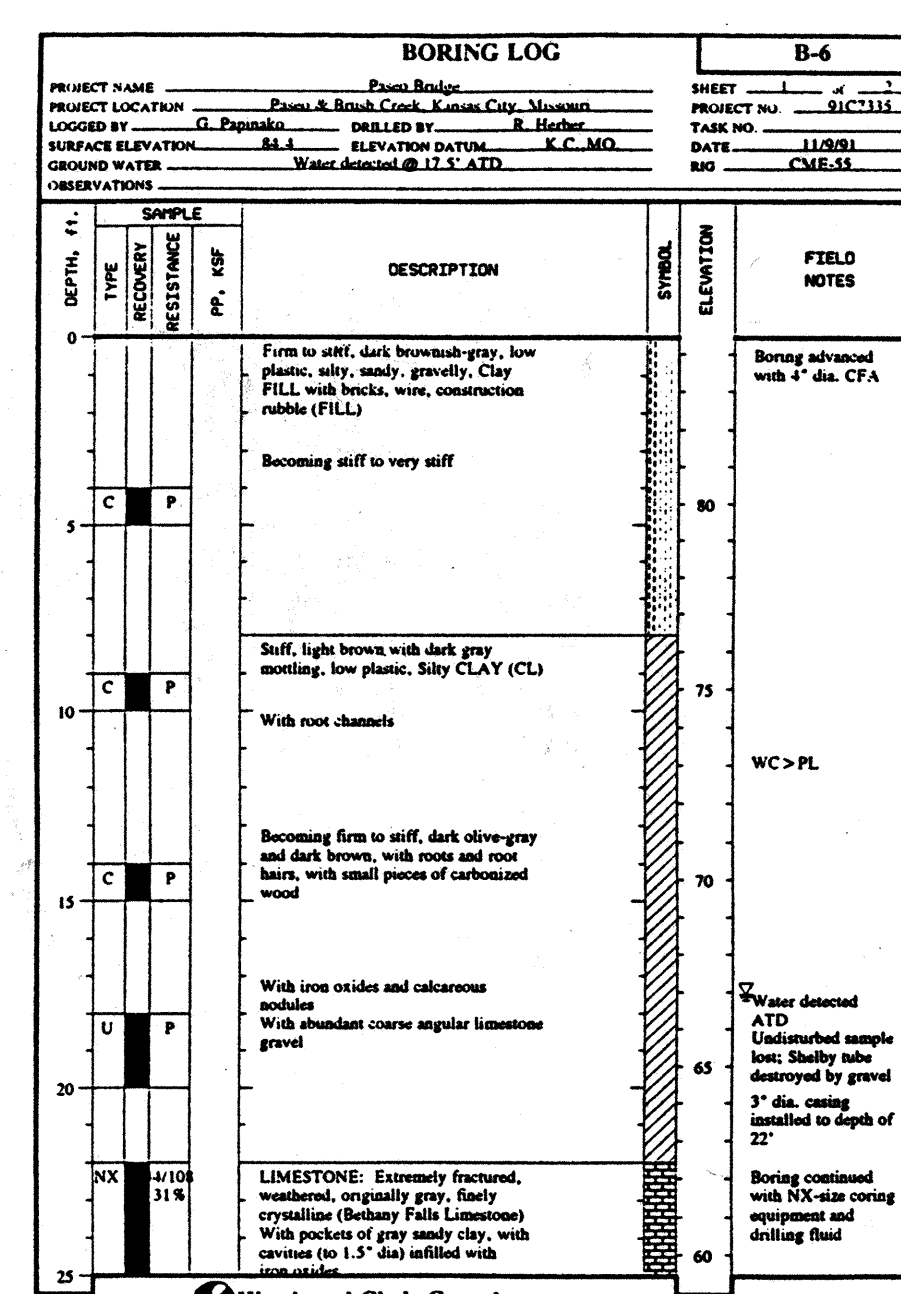 BORING LOG
B-6
PROJECT NAME Paseo Bridge
SHEET 1 of 2
PROJECT LOCATION Paseo & Brush Creek, Kansas City, Missouri
PROJECT NO. 91C7335
LOGGED BY G. Papinako DRILLED BY R. Herber
TASK NO.
SURFACE ELEVATION 84.4 ELEVATION DATUM K.C., MO
DATE 11/9/91
GROUND WATER Water detected @ 17.5' ATD
RIG CME-55
OBSERVATIONS
DEPTH, ft.
SAMPLE
TYPE
RECOVERY
RESISTANCE
PP, KSF
DESCRIPTION
SYMBOL
ELEVATION
FIELD
NOTES
0
Firm to stiff, dark brownish-gray, low
plastic, silty, sandy, gravelly, Clay
FILL with bricks, wire, construction
rubble (FILL)
Boring advanced
with 4" dia. CFA
Becoming stiff to very stiff
C P
80
5
Stiff, light brown with dark gray
mottling, low plastic, Silty CLAY (CL)
C P
75
10
With root channels
WC > PL
Becoming firm to stiff, dark olive-gray
and dark brown, with roots and root
hairs, with small pieces of carbonized
wood
C P
70
15
With iron oxides and calcareous
nodules
With abundant coarse angular limestone
gravel
Water detected
ATD
Undisturbed sample
lost; Shelby tube
destroyed by gravel
U P
65
20
3" dia. casing
installed to depth of
22'
NX 4/108
31%
LIMESTONE: Extremely fractured,
weathered, originally gray, finely
crystalline (Bethany Falls Limestone)
With pockets of gray sandy clay, with
cavities (to 1.5" dia) infilled with
iron oxides
Boring continued
with NX-size coring
equipment and
drilling fluid
60
25